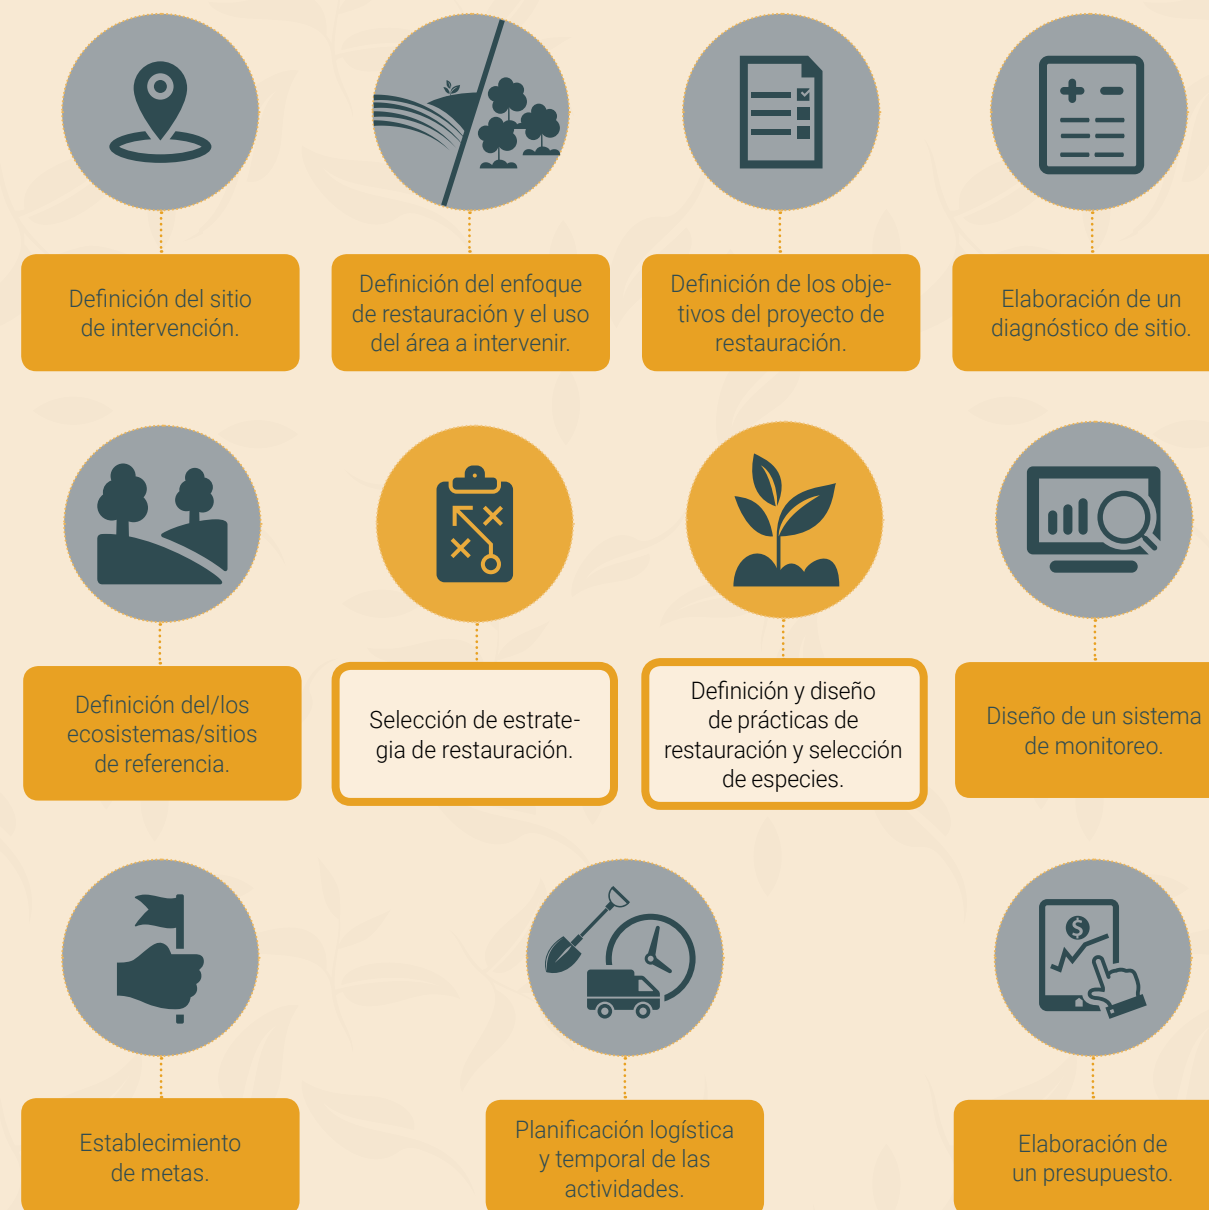 Definición del sitio
de intervención.
Definición del enfoque
de restauración y el uso
del área a intervenir.
Definición de los obje-
tivos del proyecto de
restauración.
Elaboración de un
diagnóstico de sitio.
Definición del/los
ecosistemas/sitios
de referencia.
Selección de estrate-
gia de restauración.
Definición y diseño
de prácticas de
restauración y selección
de especies.
Diseño de un sistema
de monitoreo.
Establecimiento
de metas.
Planificación logística
y temporal de las
actividades.
Elaboración de
un presupuesto.